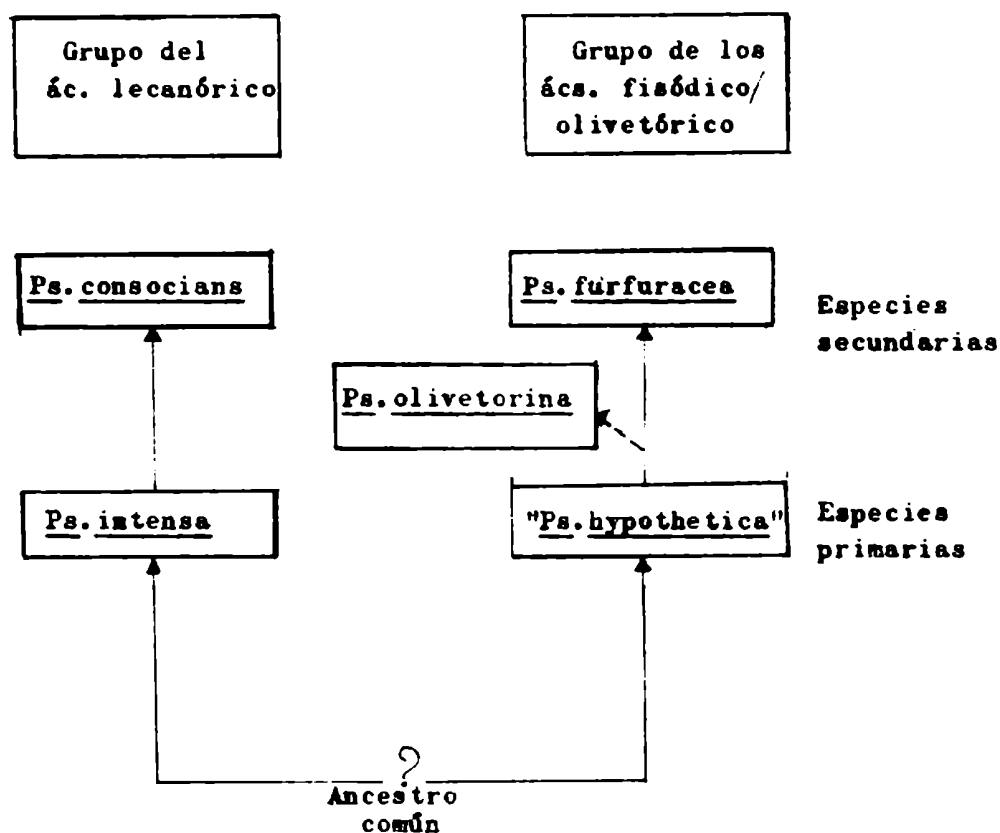 Grupo del
ác. lecanórico
Grupo de los
ács. fisódico/
olivetórico
Ps. consocians
Ps. furfuracea
Especies
secundarias
Ps. olivetorina
Ps. intensa
"Ps. hypothetica"
Especies
primarias
?
Ancestro
común